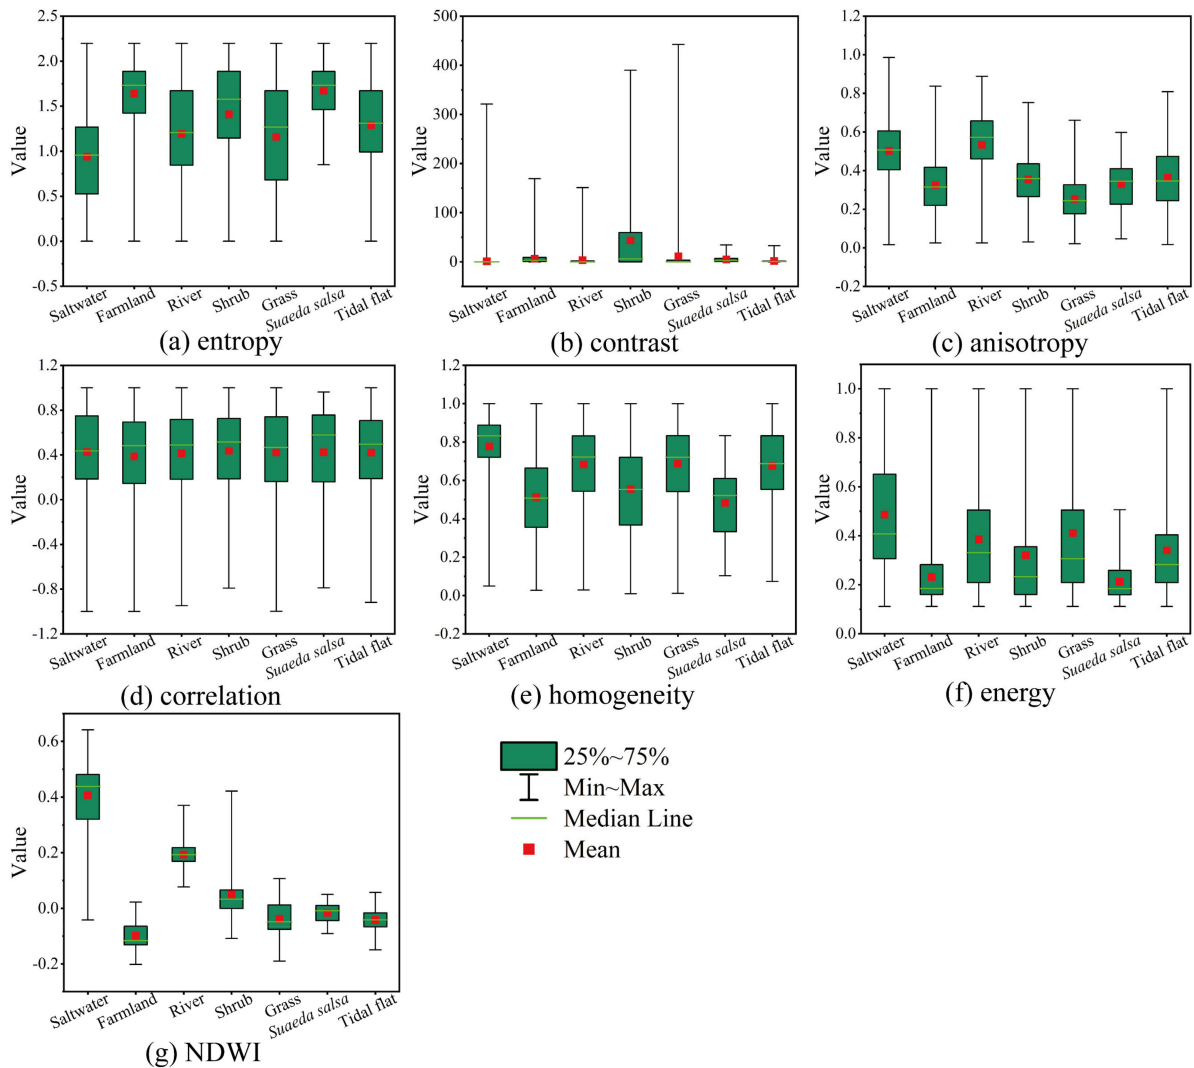 2.5
2.0
1.5
1.0
0.5
0.0
-0.5
Value
Saltwater
Farmland
River
Shrub
Grass
Suaeda salsa
Tidal flat
(a) entropy
500
400
300
200
100
0
Value
Saltwater
Farmland
River
Shrub
Grass
Suaeda salsa
Tidal flat
(b) contrast
1.2
1.0
0.8
0.6
0.4
0.2
0.0
-0.2
Value
Saltwater
Farmland
River
Shrub
Grass
Suaeda salsa
Tidal flat
(c) anisotropy
1.2
0.8
0.4
0.0
-0.4
-0.8
-1.2
Value
Saltwater
Farmland
River
Shrub
Grass
Suaeda salsa
Tidal flat
(d) correlation
1.2
1.0
0.8
0.6
0.4
0.2
0.0
-0.2
Value
Saltwater
Farmland
River
Shrub
Grass
Suaeda salsa
Tidal flat
(e) homogeneity
1.0
0.8
0.6
0.4
0.2
0.0
Value
Saltwater
Farmland
River
Shrub
Grass
Suaeda salsa
Tidal flat
(f) energy
0.6
0.4
0.2
0.0
-0.2
Value
Saltwater
Farmland
River
Shrub
Grass
Suaeda salsa
Tidal flat
(g) NDWI
25%~75%
Min~Max
Median Line
Mean